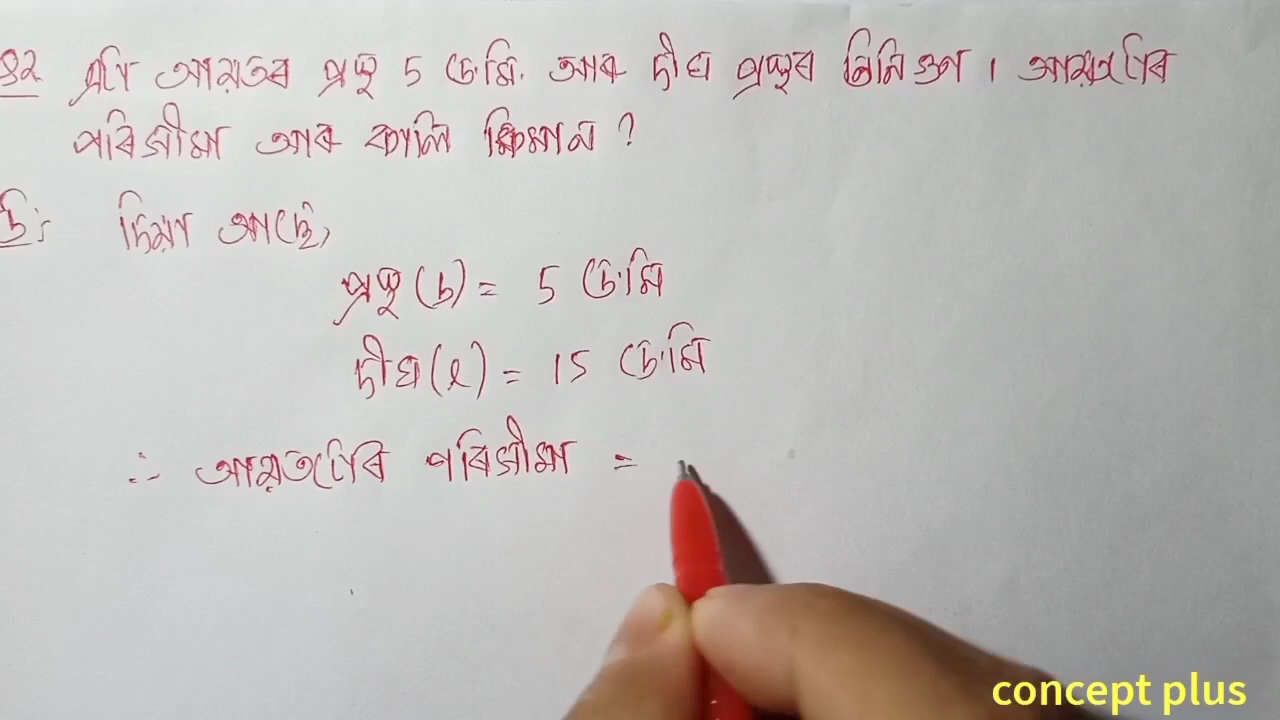 42 এটা আয়তৰ প্ৰস্থ 5 চে.মি. আৰু দীঘ প্ৰস্থৰ তিনি গুণ । আয়তটোৰ
পৰিসীমা আৰু কালি কিমান ?
উঃ দিয়া আছে,
প্ৰস্থ (b) = 5 চে.মি
দীঘ (l) = 15 চে.মি
∴ আয়তটোৰ পৰিসীমা =
concept plus